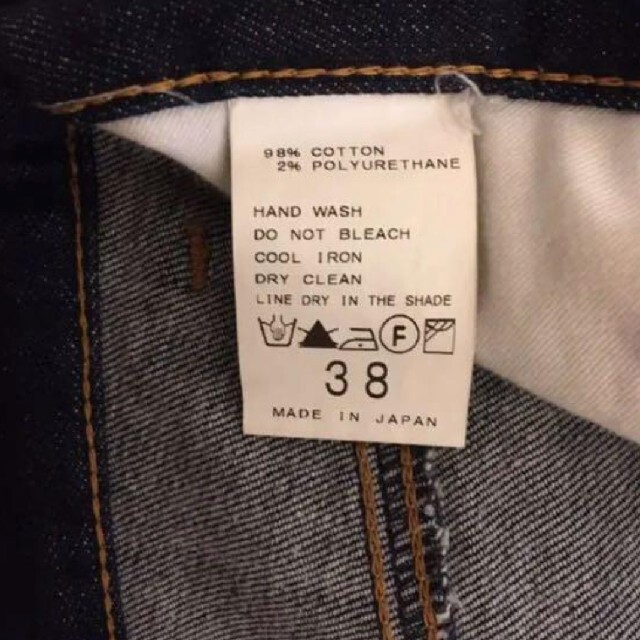 98% COTTON
2% POLYURETHANE
HAND WASH
DO NOT BLEACH
COOL IRON
DRY CLEAN
LINE DRY IN THE SHADE
F
38
MADE IN JAPAN